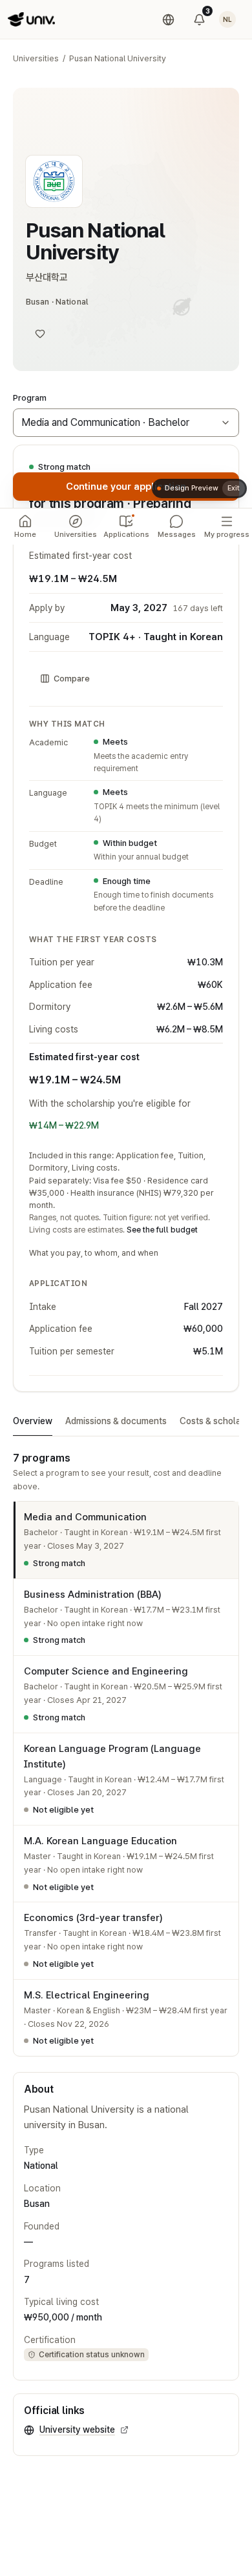 UNIV.
3
NL
Universities / Pusan National University
Pusan National
University
부산대학교
Busan · National
Program
Media and Communication · Bachelor
Strong match
Continue your
Design Preview Exit
for this program · Preparing
Home Universities Applications Messages My progress
Estimated first-year cost
₩19.1M – ₩24.5M
Apply by May 3, 2027 167 days left
Language TOPIK 4+ · Taught in Korean
Compare
WHY THIS MATCH
Academic Meets
Meets the academic entry
requirement
Language Meets
TOPIK 4 meets the minimum (level
4)
Budget Within budget
Within your annual budget
Deadline Enough time
Enough time to finish documents
before the deadline
WHAT THE FIRST YEAR COSTS
Tuition per year ₩10.3M
Application fee ₩60K
Dormitory ₩2.6M – ₩5.6M
Living costs ₩6.2M – ₩8.5M
Estimated first-year cost
₩19.1M – ₩24.5M
With the scholarship you're eligible for
₩14M – ₩22.9M
Included in this range: Application fee, Tuition,
Dormitory, Living costs.
Paid separately: Visa fee $50 · Residence card
₩35,000 · Health insurance (NHIS) ₩79,320 per
month.
Ranges, not quotes. Tuition figure: not yet verified.
Living costs are estimates. See the full budget
What you pay, to whom, and when
APPLICATION
Intake Fall 2027
Application fee ₩60,000
Tuition per semester ₩5.1M
Overview Admissions & documents Costs & schola
7 programs
Select a program to see your result, cost and deadline
above.
Media and Communication
Bachelor · Taught in Korean · ₩19.1M – ₩24.5M first
year · Closes May 3, 2027
Strong match
Business Administration (BBA)
Bachelor · Taught in Korean · ₩17.7M – ₩23.1M first
year · No open intake right now
Strong match
Computer Science and Engineering
Bachelor · Taught in Korean · ₩20.5M – ₩25.9M first
year · Closes Apr 21, 2027
Strong match
Korean Language Program (Language
Institute)
Language · Taught in Korean · ₩12.4M – ₩17.7M first
year · Closes Jan 20, 2027
Not eligible yet
M.A. Korean Language Education
Master · Taught in Korean · ₩19.1M – ₩24.5M first
year · No open intake right now
Not eligible yet
Economics (3rd-year transfer)
Transfer · Taught in Korean · ₩18.4M – ₩23.8M first
year · No open intake right now
Not eligible yet
M.S. Electrical Engineering
Master · Korean & English · ₩23M – ₩28.4M first year
· Closes Nov 22, 2026
Not eligible yet
About
Pusan National University is a national
university in Busan.
Type
National
Location
Busan
Founded
—
Programs listed
7
Typical living cost
₩950,000 / month
Certification
Certification status unknown
Official links
University website